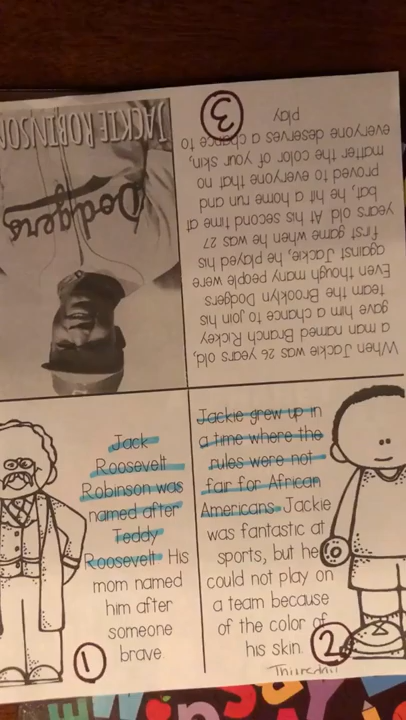 JACKIE ROBINSON
Dodgers
Jack
Roosevelt
Robinson was
named after
Teddy
Roosevelt. His
mom named
him after
someone
brave.
1
Jackie grew up in
a time where the
rules were not
fair for African
Americans. Jackie
was fantastic at
sports, but he
could not play on
a team because
of the color of
his skin.
2
When Jackie was 26 years old,
a man named Branch Rickey
gave him a chance to join his
team the Brooklyn Dodgers
Even though many people were
against Jackie, he played his
first game when he was 27
years old At his second time at
bat, he hit a home run and
proved to everyone that no
matter the color of your skin,
everyone deserves a chance to
play
3